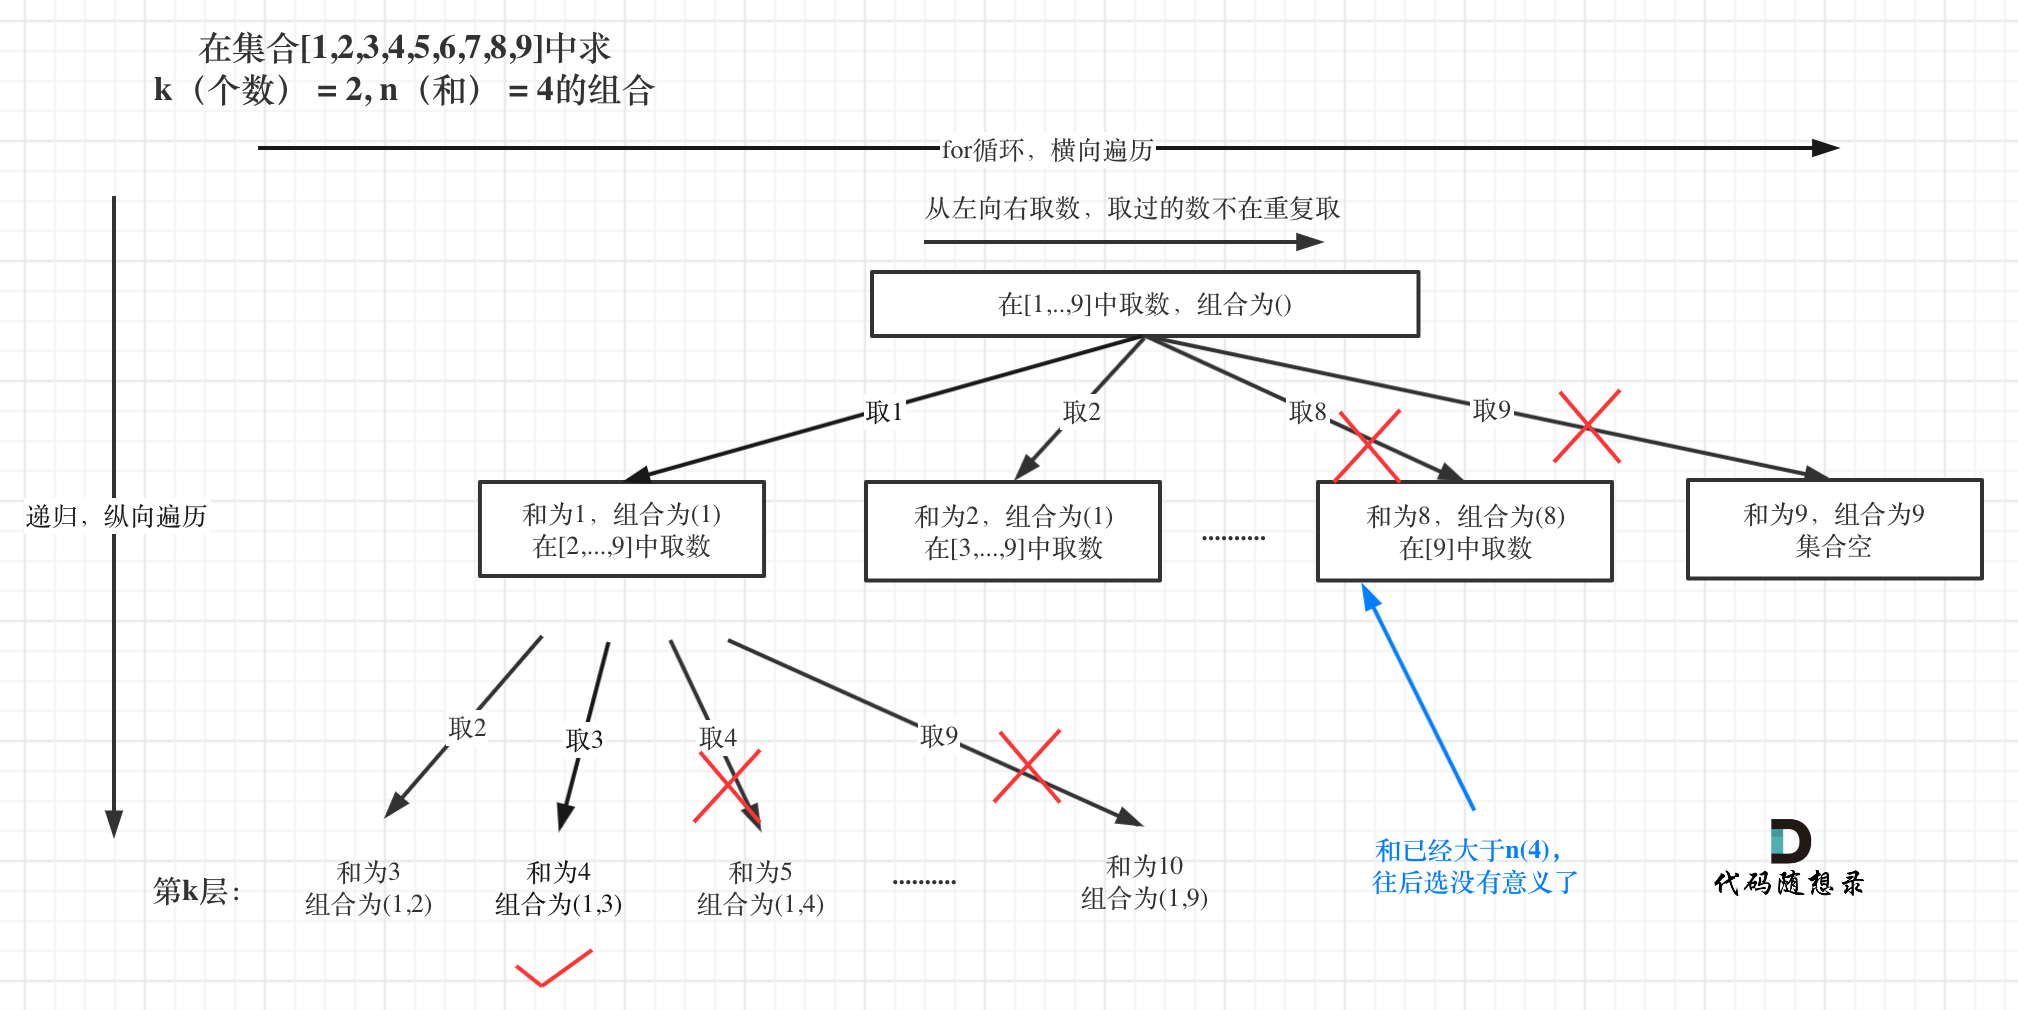 在集合[1,2,3,4,5,6,7,8,9]中求
k（个数）＝2, n（和）＝4的组合
for循环，横向遍历
从左向右取数，取过的数不在重复取
在[1,..,9]中取数，组合为()
取1
取2
取8
取9
递归，纵向遍历
和为1，组合为(1)
在[2,...,9]中取数
和为2，组合为(1)
在[3,...,9]中取数
..........
和为8，组合为(8)
在[9]中取数
和为9，组合为9
集合空
取2
取3
取4
取9
第k层：
和为3
组合为(1,2)
和为4
组合为(1,3)
和为5
组合为(1,4)
..........
和为10
组合为(1,9)
和已经大于n(4)，
往后选没有意义了
代码随想录